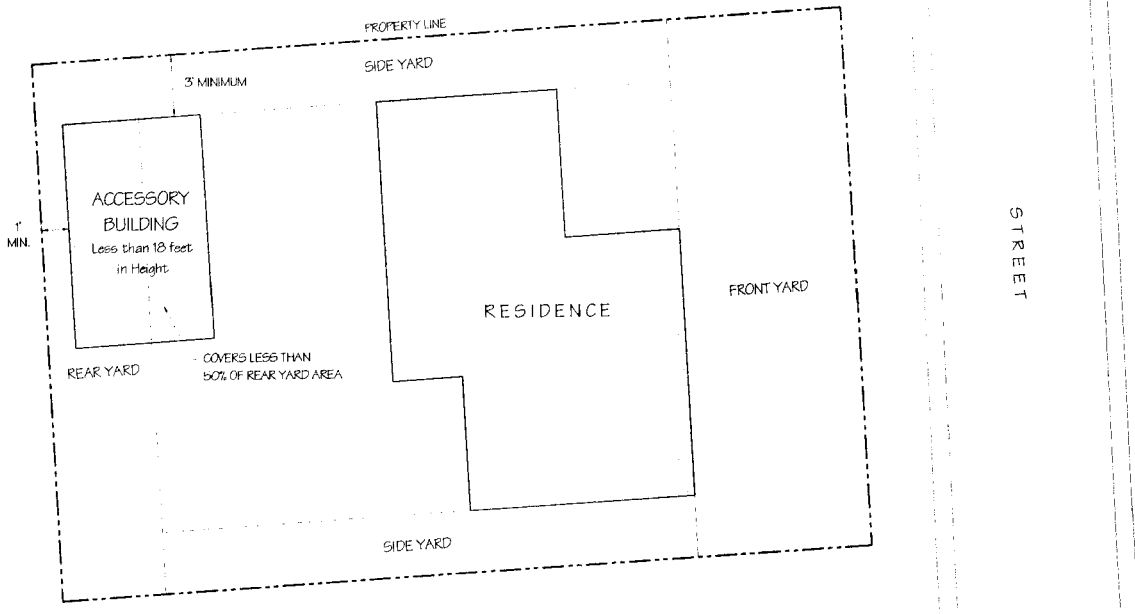 PROPERTY LINE
SIDE YARD
3' MINIMUM
ACCESSORY
BUILDING
Less than 18 feet
in Height
1'
MIN.
STREET
FRONT YARD
RESIDENCE
COVERS LESS THAN
50% OF REAR YARD AREA
REAR YARD
SIDE YARD